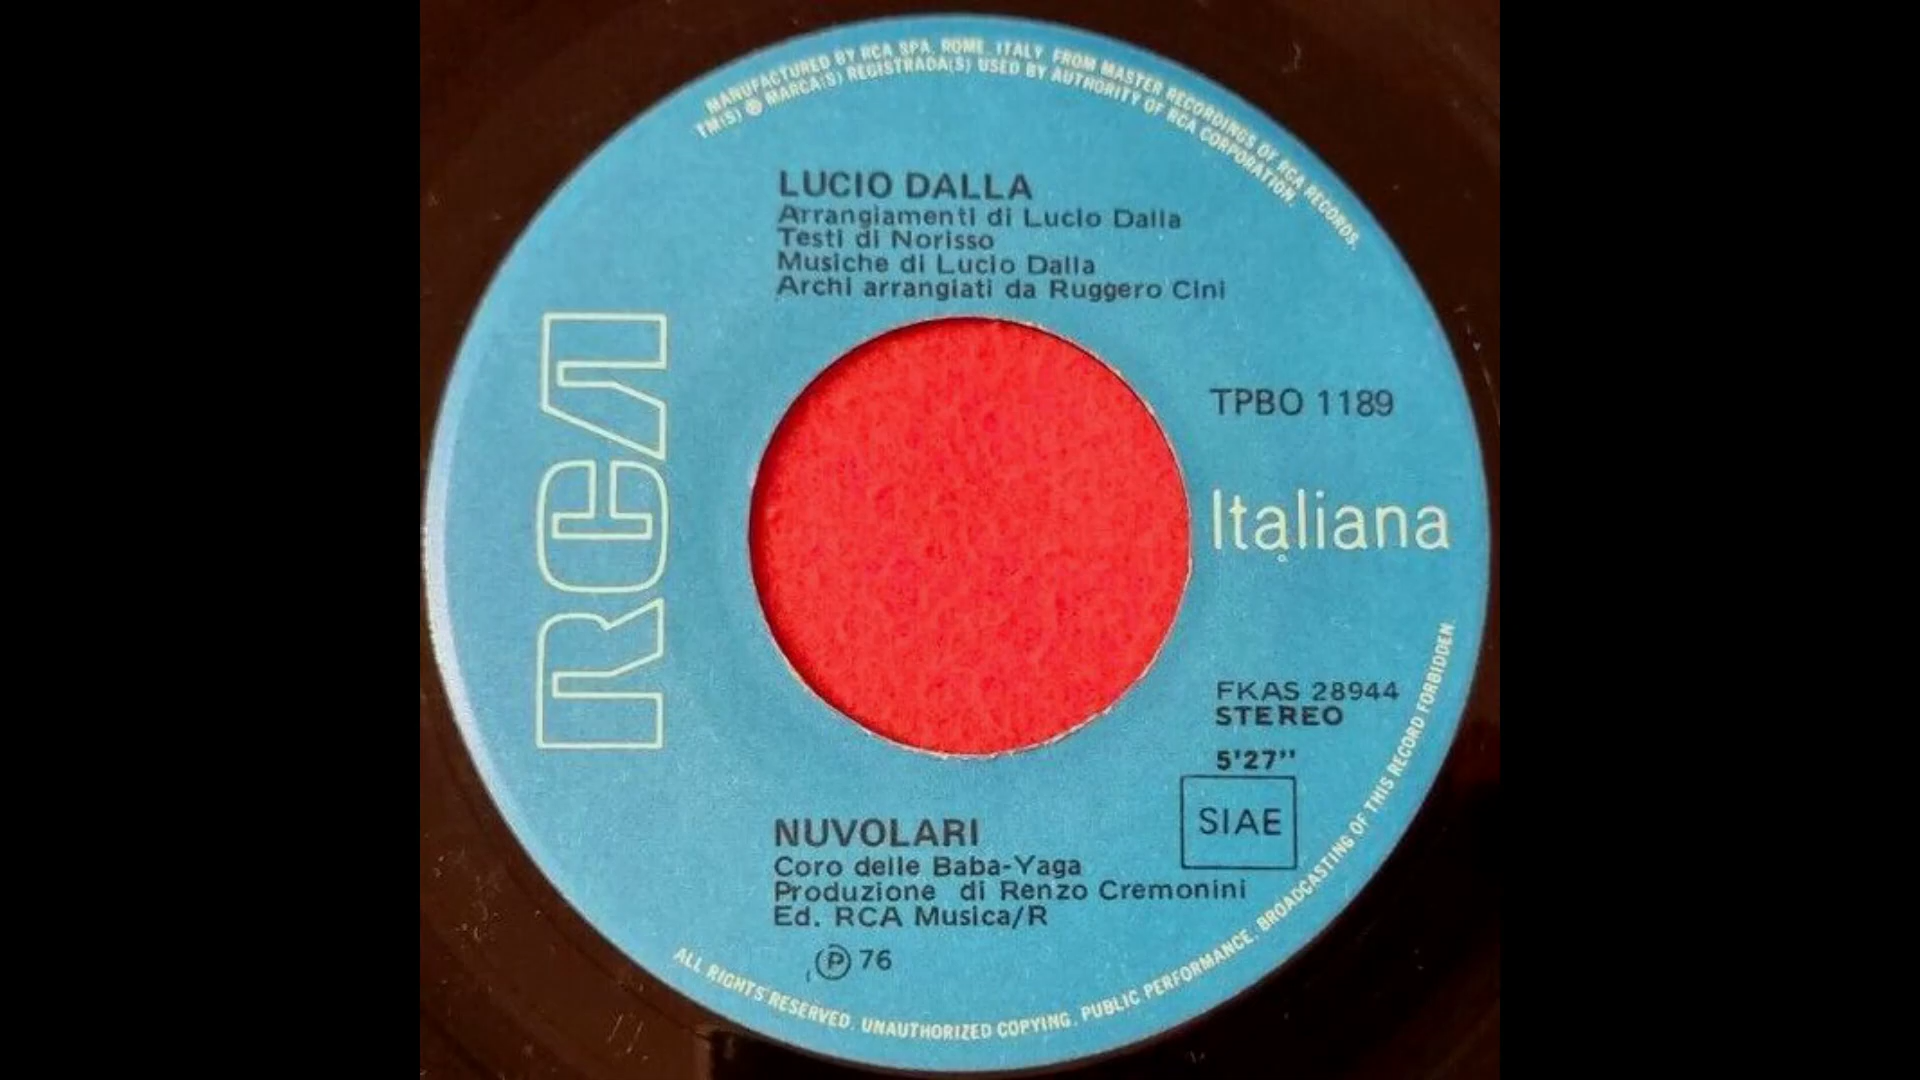 MANUFACTURED BY RCA SPA. ROME. ITALY FROM MASTER RECORDINGS OF RCA RECORDS.
TM(S) ® MARCA(S) REGISTRADA(S) USED BY AUTHORITY OF RCA CORPORATION.
LUCIO DALLA
Arrangiamenti di Lucio Dalla
Testi di Norisso
Musiche di Lucio Dalla
Archi arrangiati da Ruggero Cini
RCA
TPBO 1189
Italiana
FKAS 28944
STEREO
5'27"
SIAE
NUVOLARI
Coro delle Baba-Yaga
Produzione di Renzo Cremonini
Ed. RCA Musica/R
℗ 76
ALL RIGHTS RESERVED. UNAUTHORIZED COPYING. PUBLIC PERFORMANCE. BROADCASTING OF THIS RECORD FORBIDDEN.